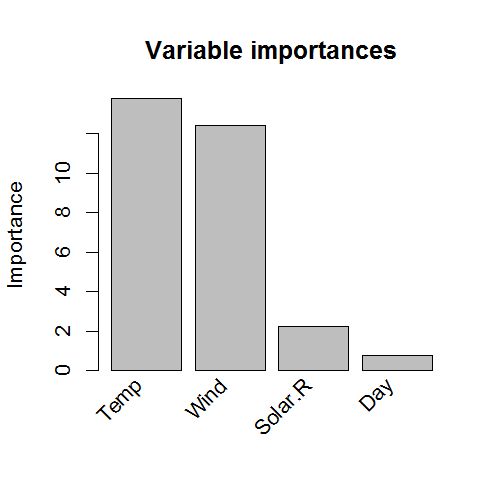 Variable importances
Importance
10
8
6
4
2
0
Temp
Wind
Solar.R
Day